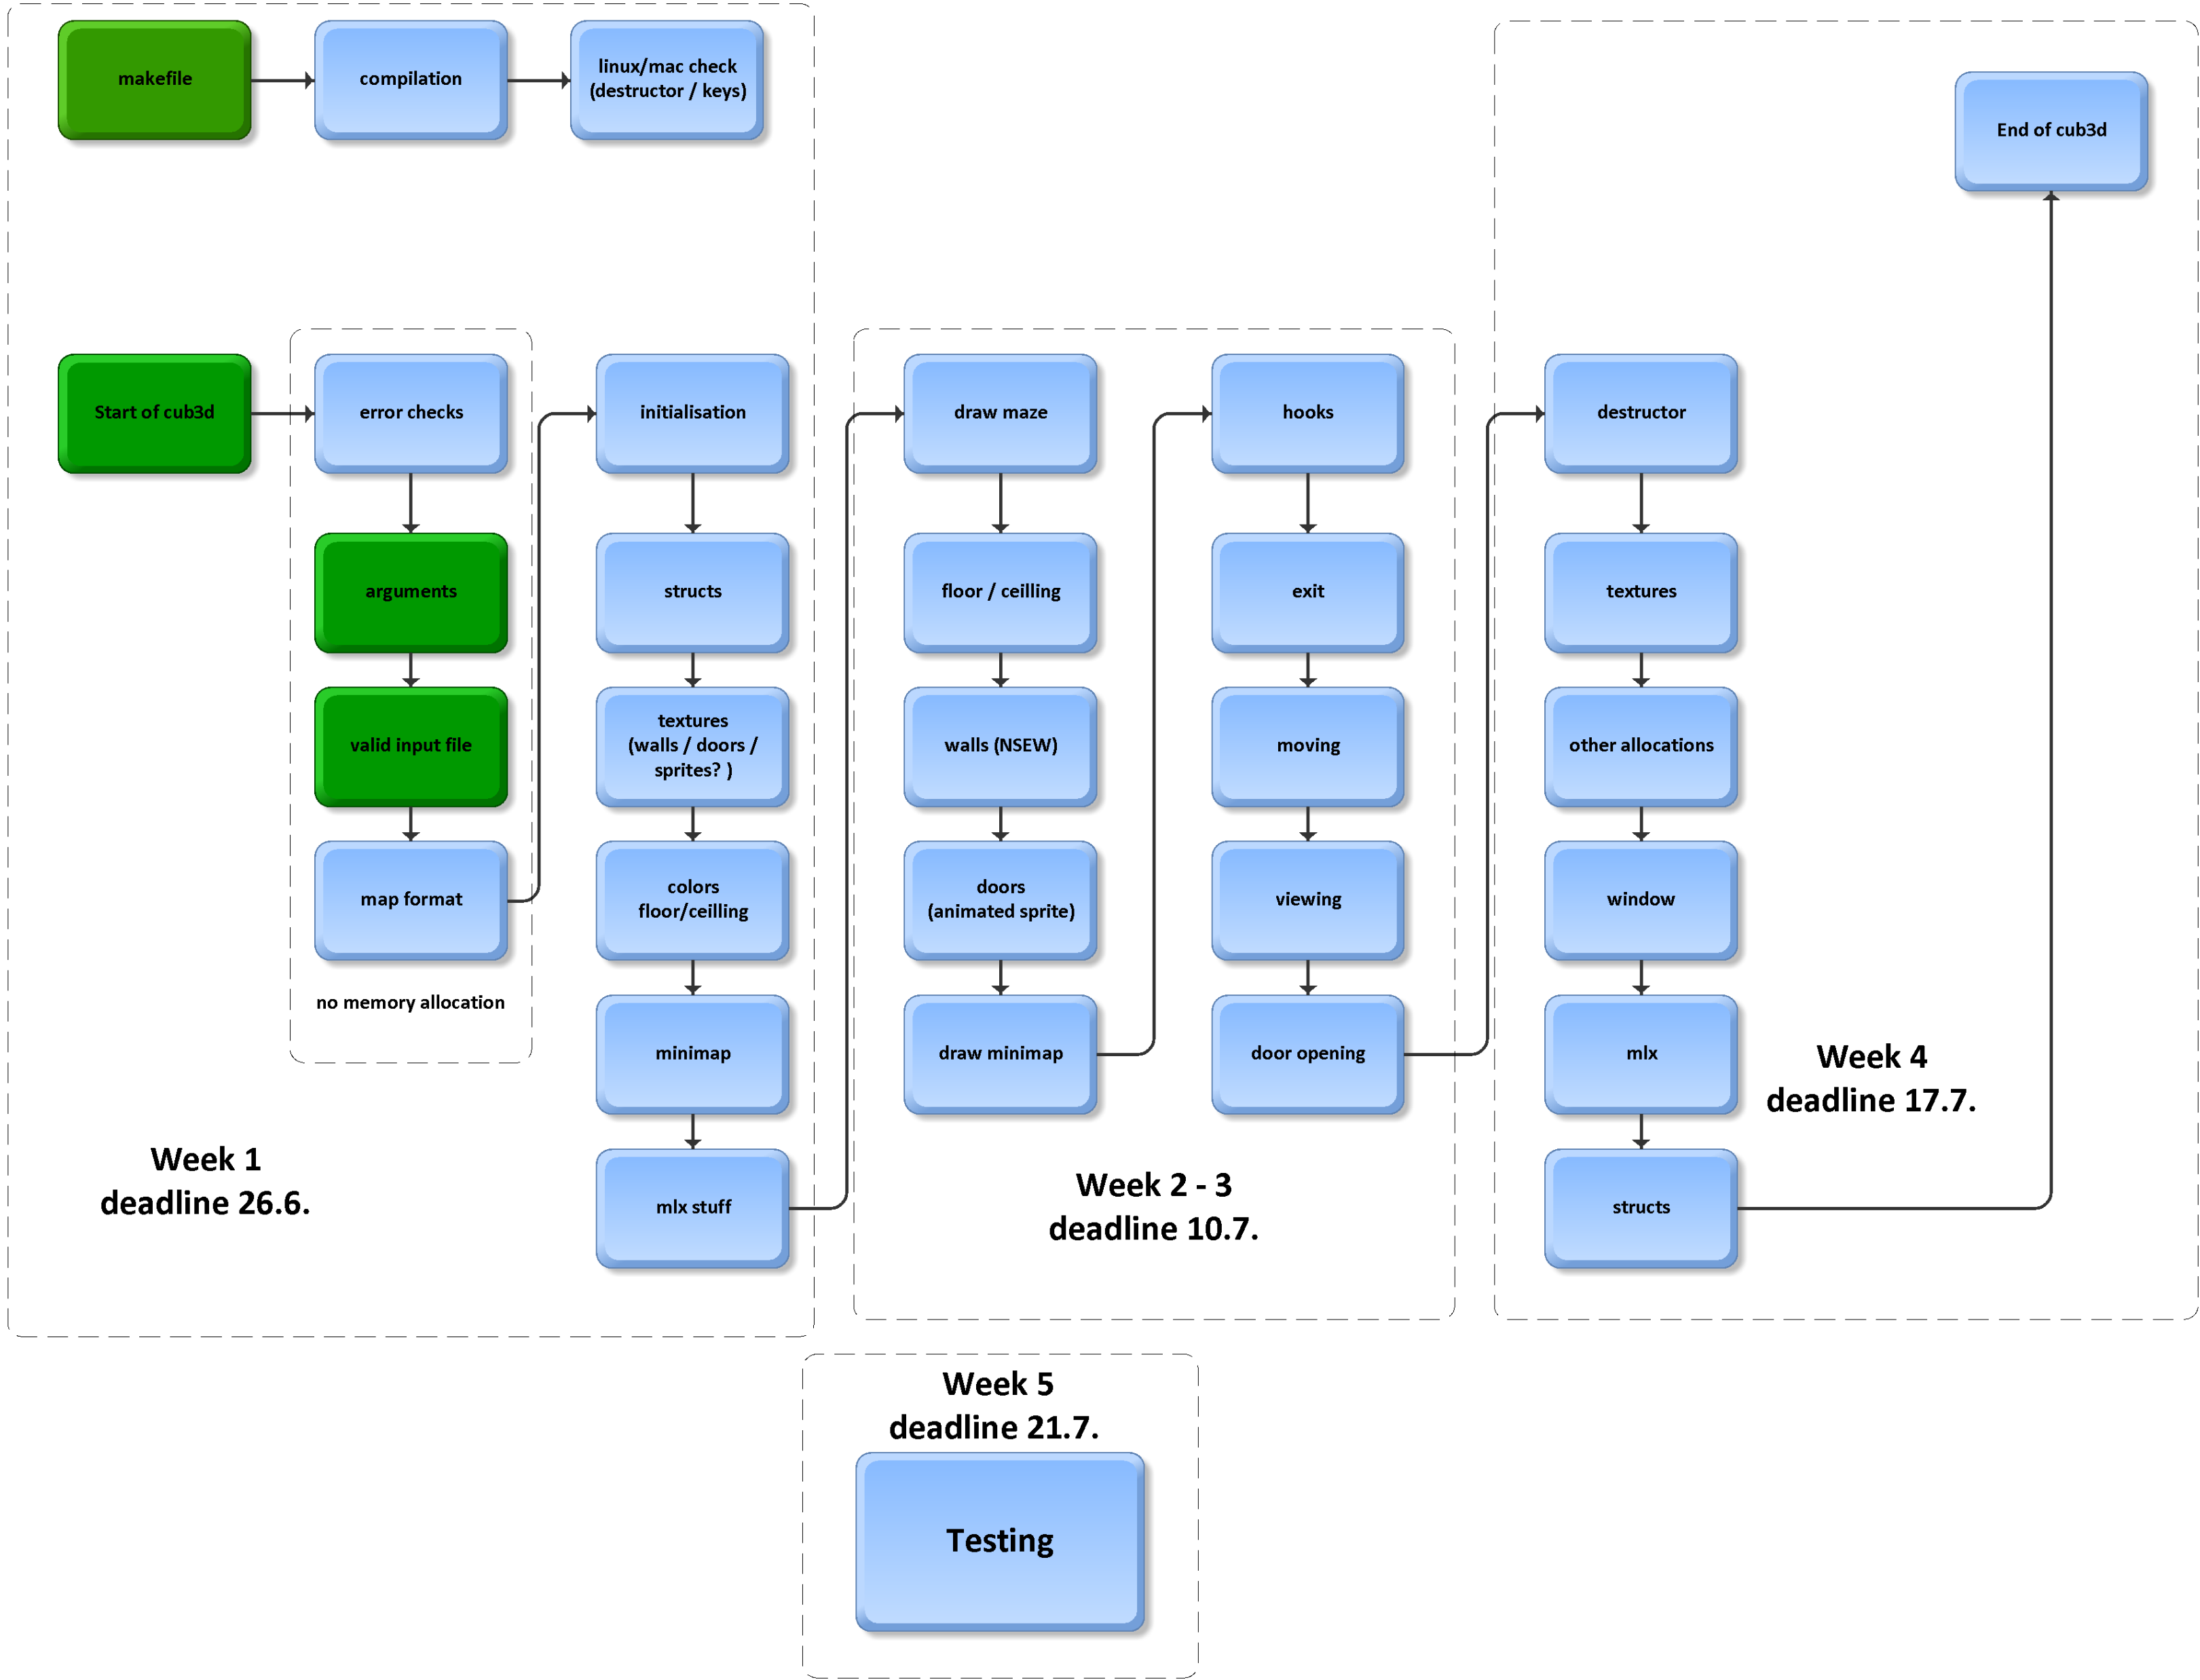 makefile
compilation
linux/mac check
(destructor / keys)
End of cub3d
Start of cub3d
error checks
arguments
valid input file
map format
no memory allocation
initialisation
structs
textures
(walls / doors /
sprites? )
colors
floor/ceilling
minimap
mlx stuff
Week 1
deadline 26.6.
draw maze
floor / ceilling
walls (NSEW)
doors
(animated sprite)
draw minimap
hooks
exit
moving
viewing
door opening
Week 2 - 3
deadline 10.7.
destructor
textures
other allocations
window
mlx
structs
Week 4
deadline 17.7.
Week 5
deadline 21.7.
Testing